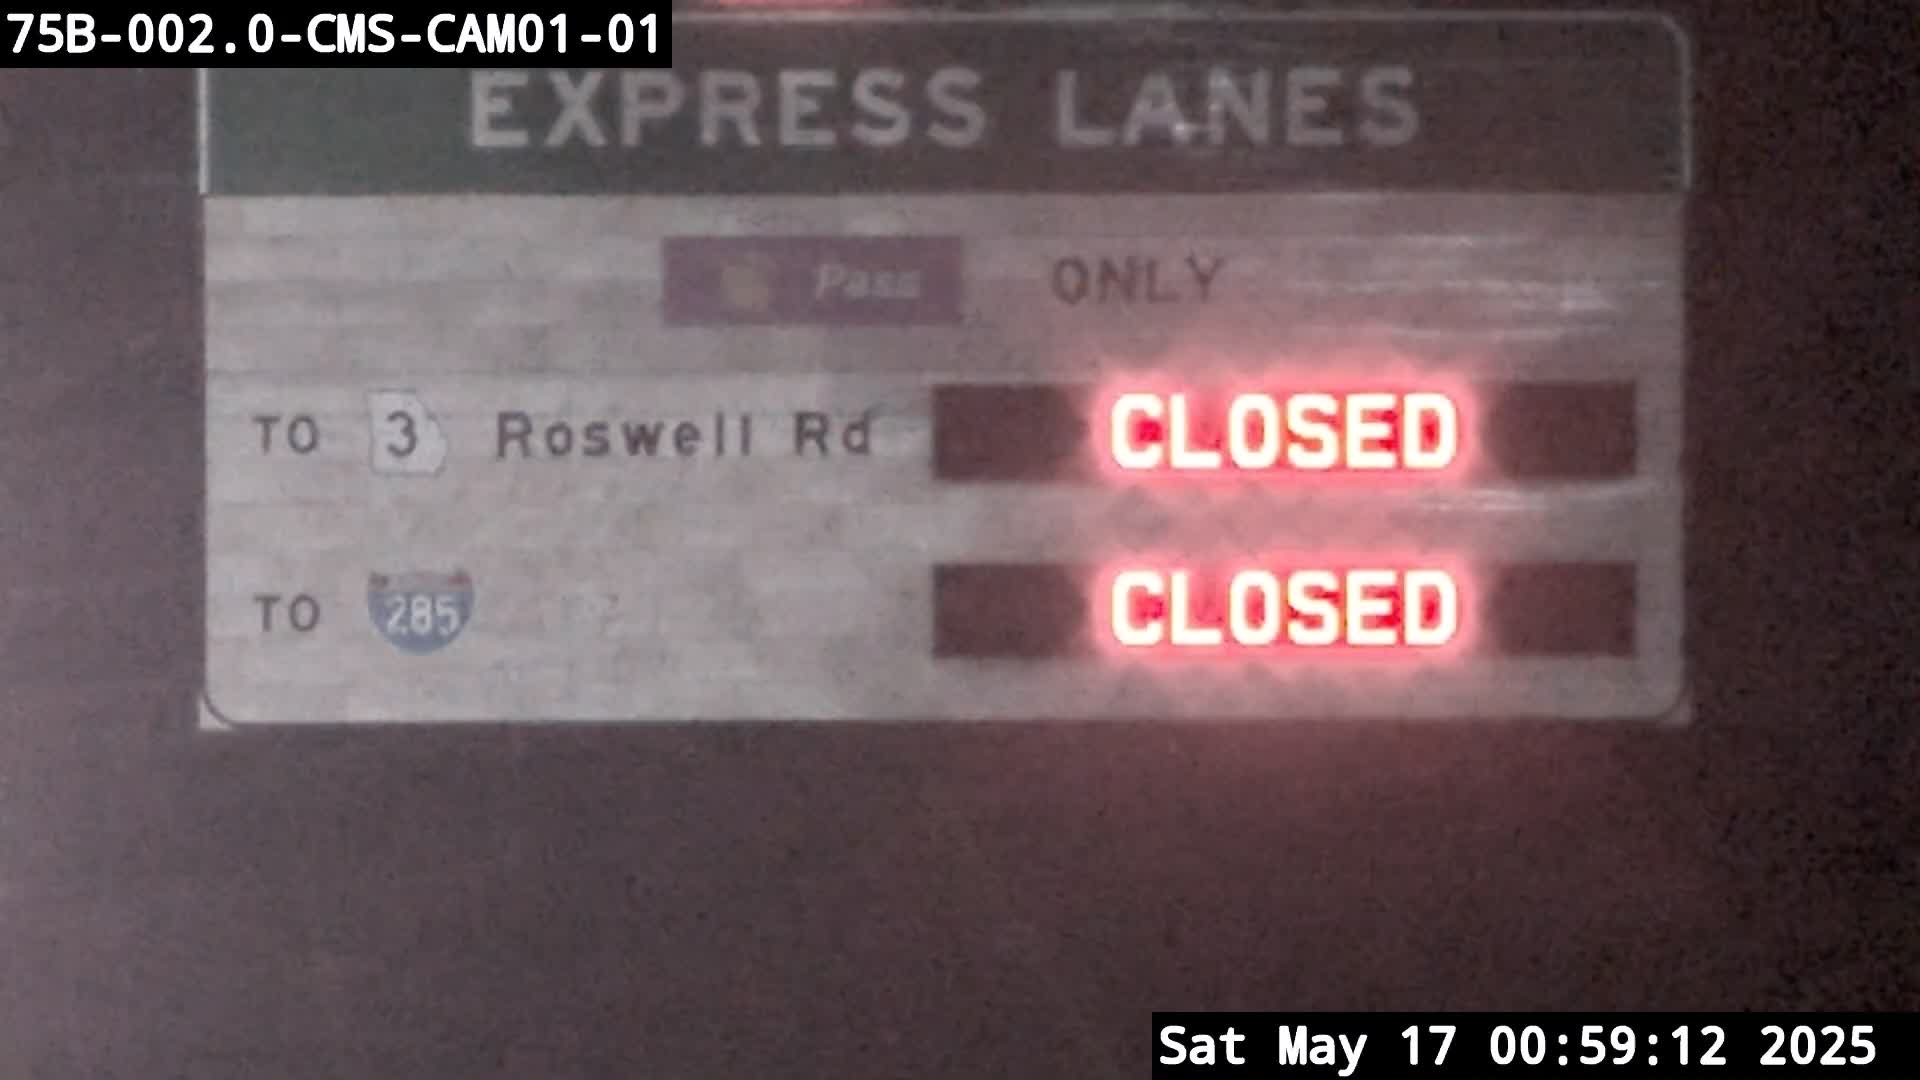 75B-002.0-CMS-CAM01-01
EXPRESS LANES
Pass ONLY
TO 3 Roswell Rd CLOSED
TO 285 CLOSED
Sat May 17 00:59:12 2025